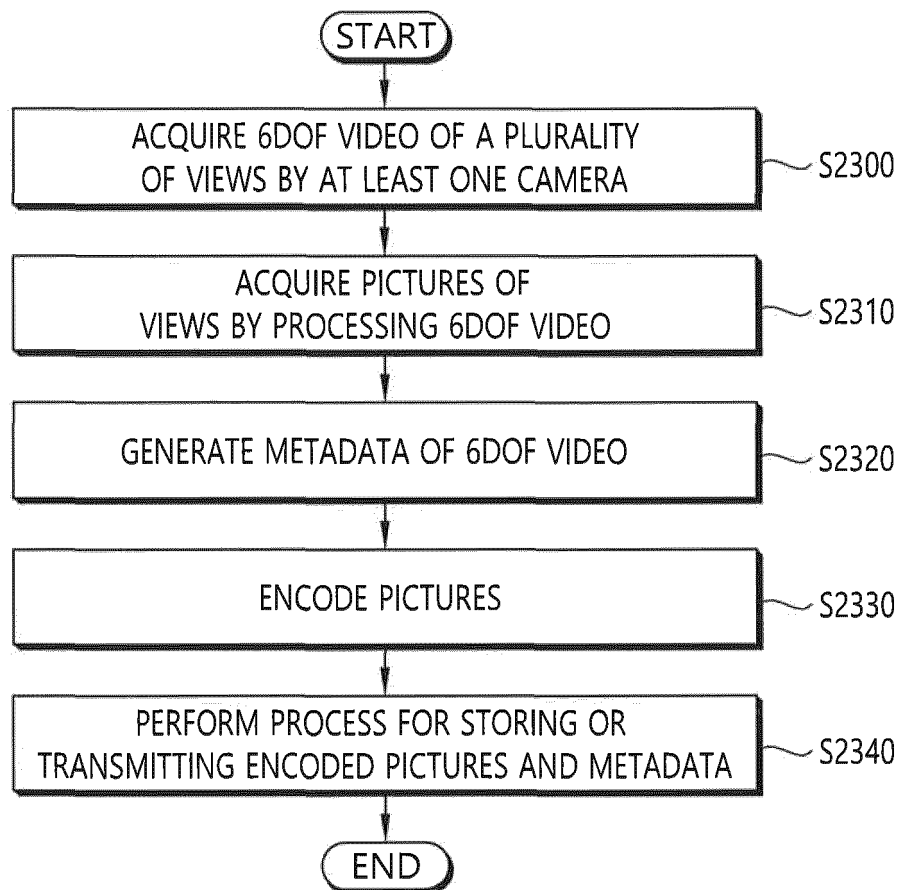 START
ACQUIRE 6DOF VIDEO OF A PLURALITY
OF VIEWS BY AT LEAST ONE CAMERA
S2300
ACQUIRE PICTURES OF
VIEWS BY PROCESSING 6DOF VIDEO
S2310
GENERATE METADATA OF 6DOF VIDEO
S2320
ENCODE PICTURES
S2330
PERFORM PROCESS FOR STORING OR
TRANSMITTING ENCODED PICTURES AND METADATA
S2340
END